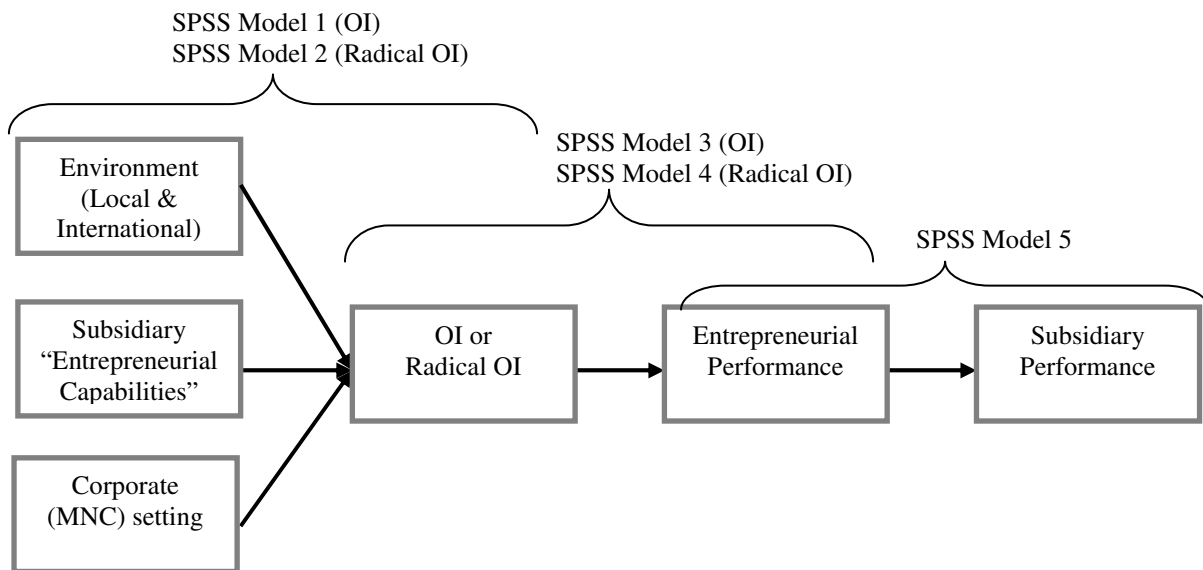 SPSS Model 1 (OI)
SPSS Model 2 (Radical OI)
SPSS Model 3 (OI)
SPSS Model 4 (Radical OI)
SPSS Model 5
Environment
(Local &
International)
Subsidiary
“Entrepreneurial
Capabilities”
Corporate
(MNC) setting
OI or
Radical OI
Entrepreneurial
Performance
Subsidiary
Performance